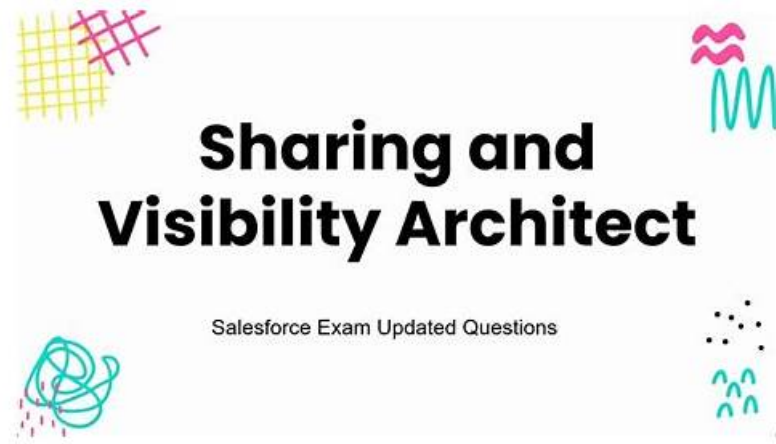 Sharing and
Visibility Architect
Salesforce Exam Updated Questions